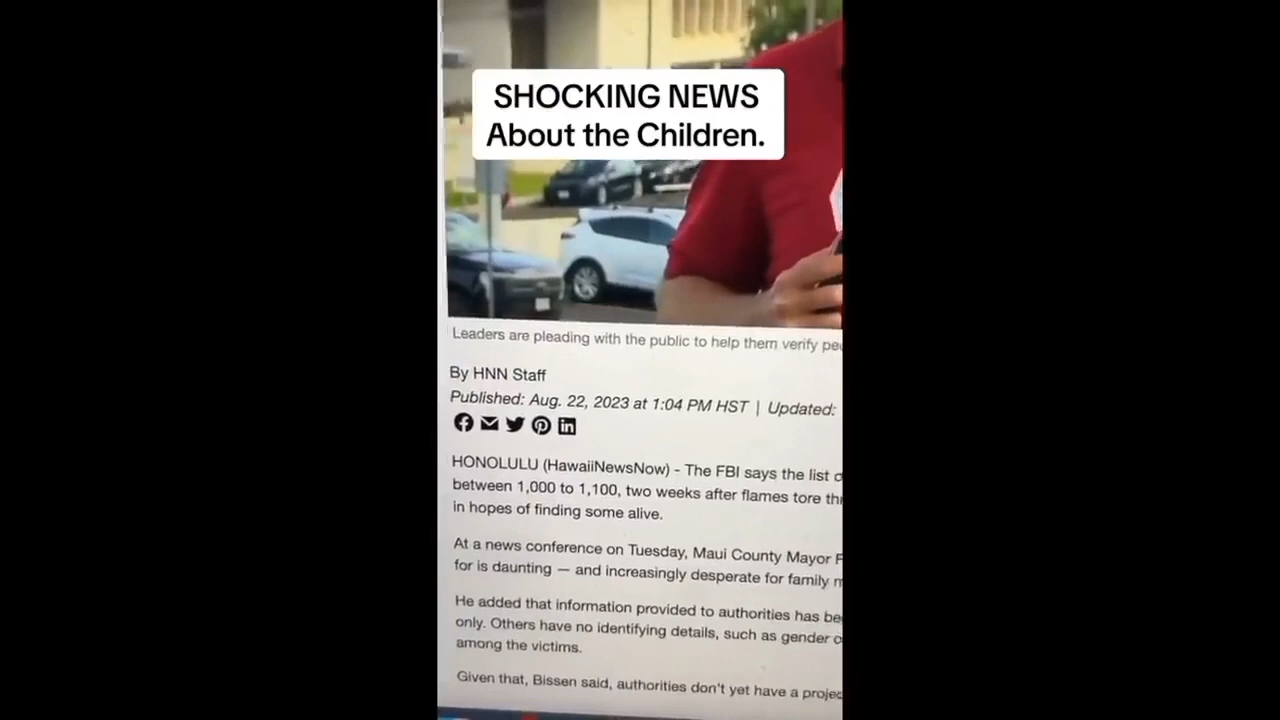 SHOCKING NEWS
About the Children.
Leaders are pleading with the public to help them verify
By HNN Staff
Published: Aug. 22, 2023 at 1:04 PM HST | Updated:
HONOLULU (HawaiiNewsNow) - The FBI says the list
between 1,000 to 1,100, two weeks after flames tore
in hopes of finding some alive.
At a news conference on Tuesday, Maui County Mayor
for is daunting — and increasingly desperate for family
He added that information provided to authorities has
only. Others have no identifying details, such as gender
among the victims.
Given that, Bissen said, authorities don't yet have a